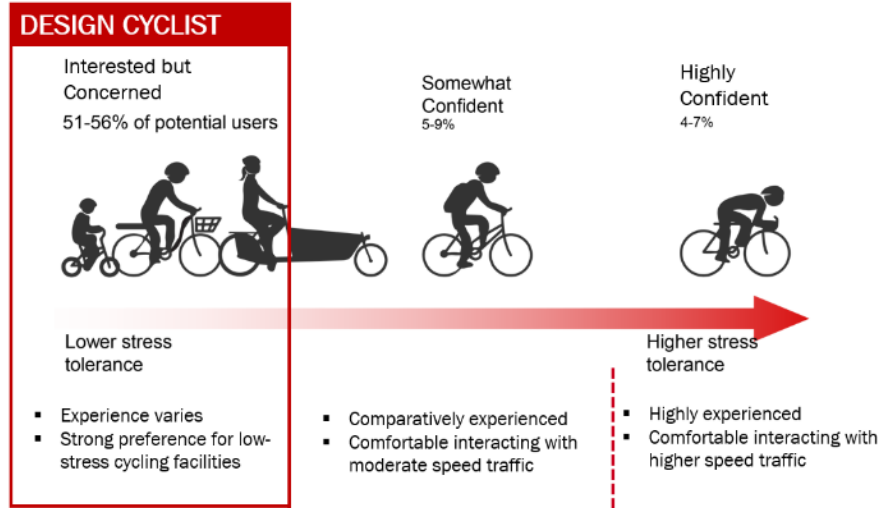 DESIGN CYCLIST
Interested but
Concerned
51-56% of potential users
Somewhat
Confident
5-9%
Highly
Confident
4-7%
Lower stress
tolerance
Higher stress
tolerance
▪ Experience varies
▪ Strong preference for low-
stress cycling facilities
▪ Comparatively experienced
▪ Comfortable interacting with
moderate speed traffic
▪ Highly experienced
▪ Comfortable interacting with
higher speed traffic